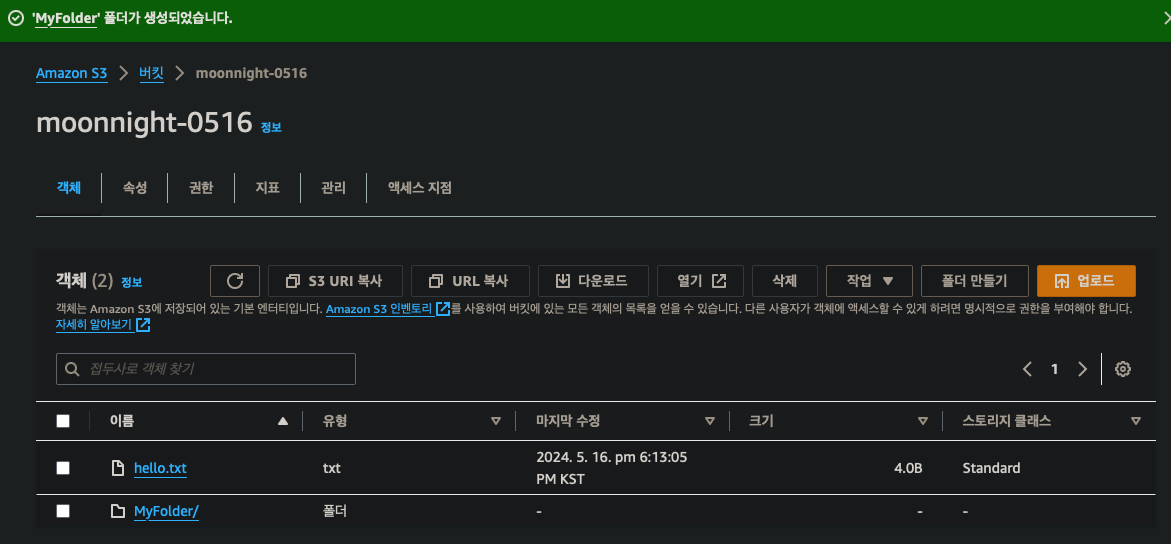 'MyFolder' 폴더가 생성되었습니다.
Amazon S3 > 버킷 > moonnight-0516
moonnight-0516 정보
객체 속성 권한 지표 관리 액세스 지점
객체 (2) 정보 S3 URI 복사 URL 복사 다운로드 열기 삭제 작업 폴더 만들기 업로드
객체는 Amazon S3에 저장되어 있는 기본 엔터티입니다. Amazon S3 인벤토리를 사용하여 버킷에 있는 모든 객체의 목록을 얻을 수 있습니다. 다른 사용자가 객체에 액세스할 수 있게 하려면 명시적으로 권한을 부여해야 합니다.
자세히 알아보기
접두사로 객체 찾기
1
이름 유형 마지막 수정 크기 스토리지 클래스
hello.txt txt 2024. 5. 16. pm 6:13:05 4.0B Standard
PM KST
MyFolder/ 폴더 - - -